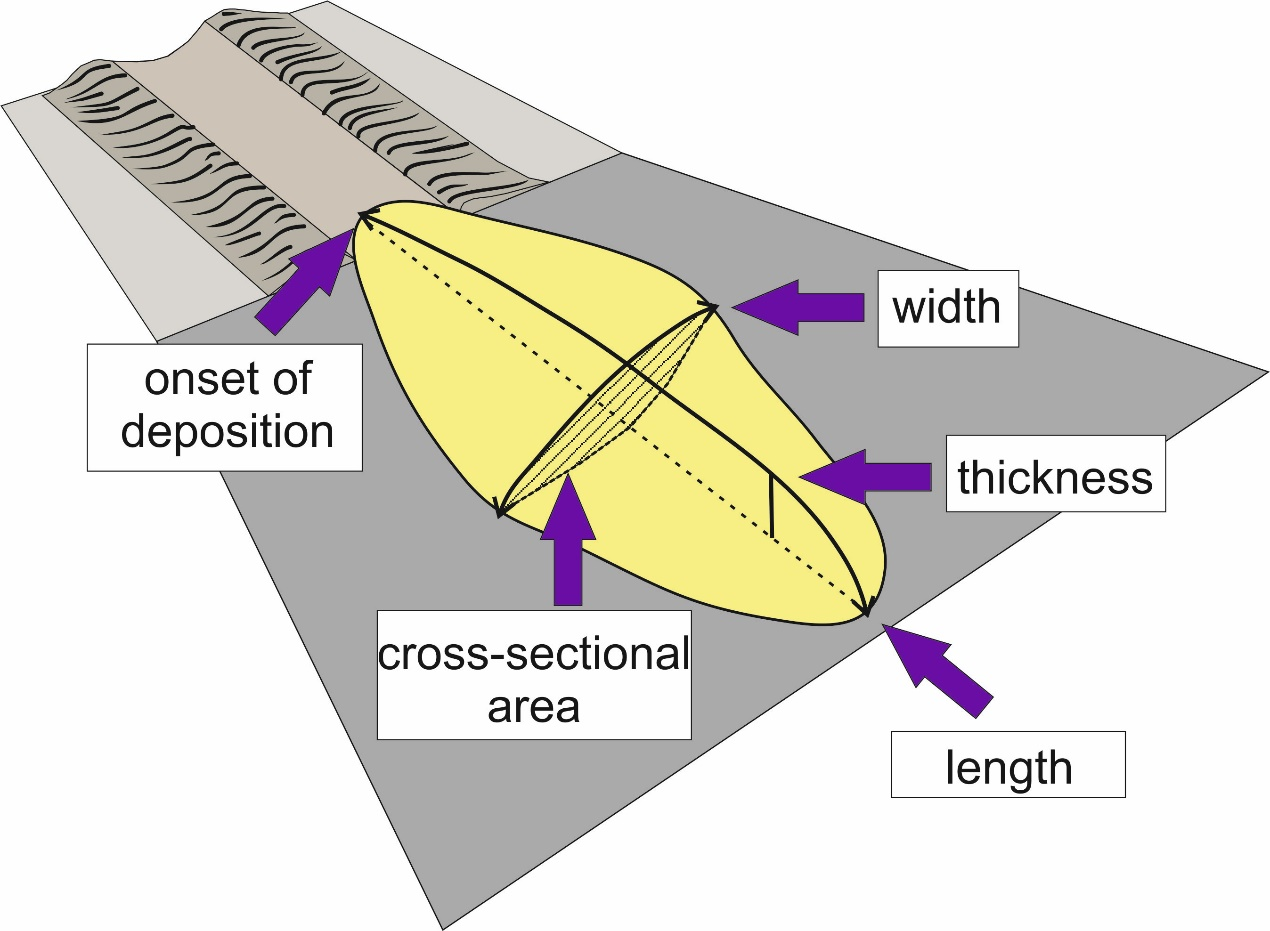 width
onset of
deposition
thickness
cross-sectional
area
length